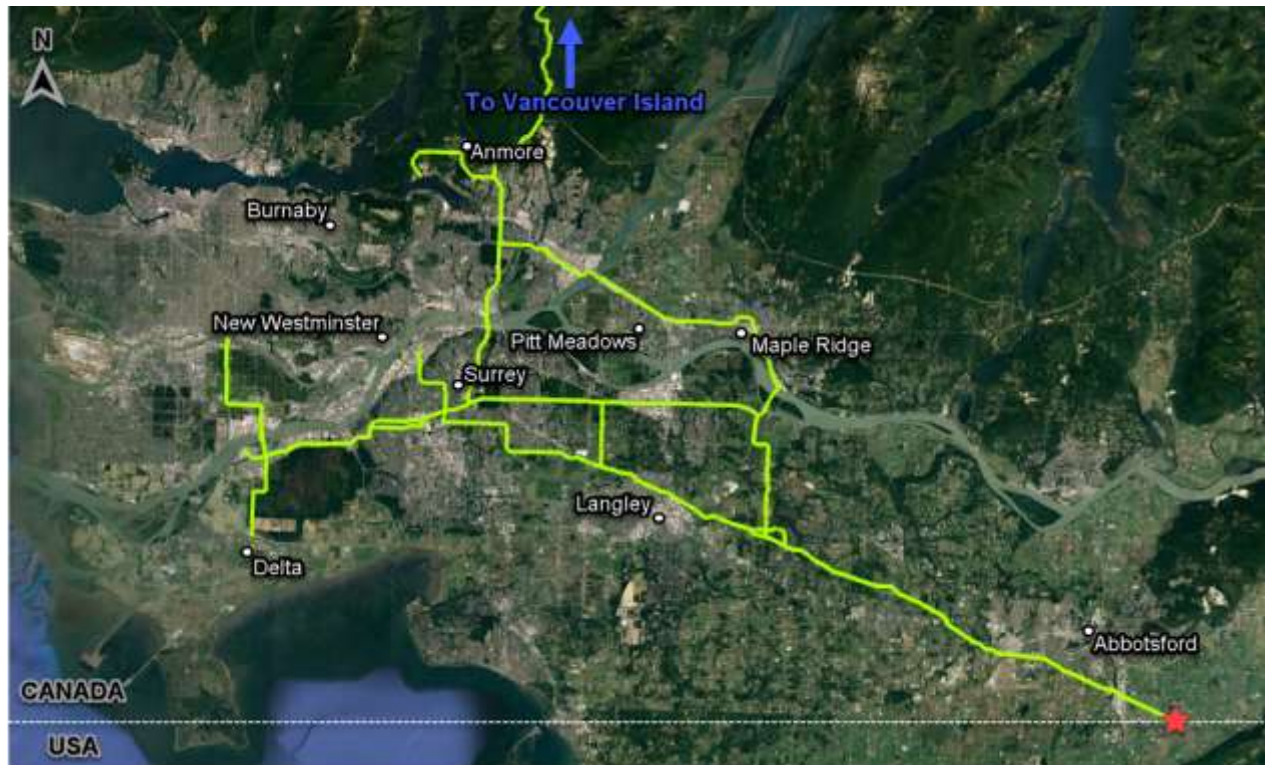 N
To Vancouver Island
Anmore
Burnaby
New Westminster
Pitt Meadows
Maple Ridge
Surrey
Langley
Delta
Abbotsford
CANADA
USA